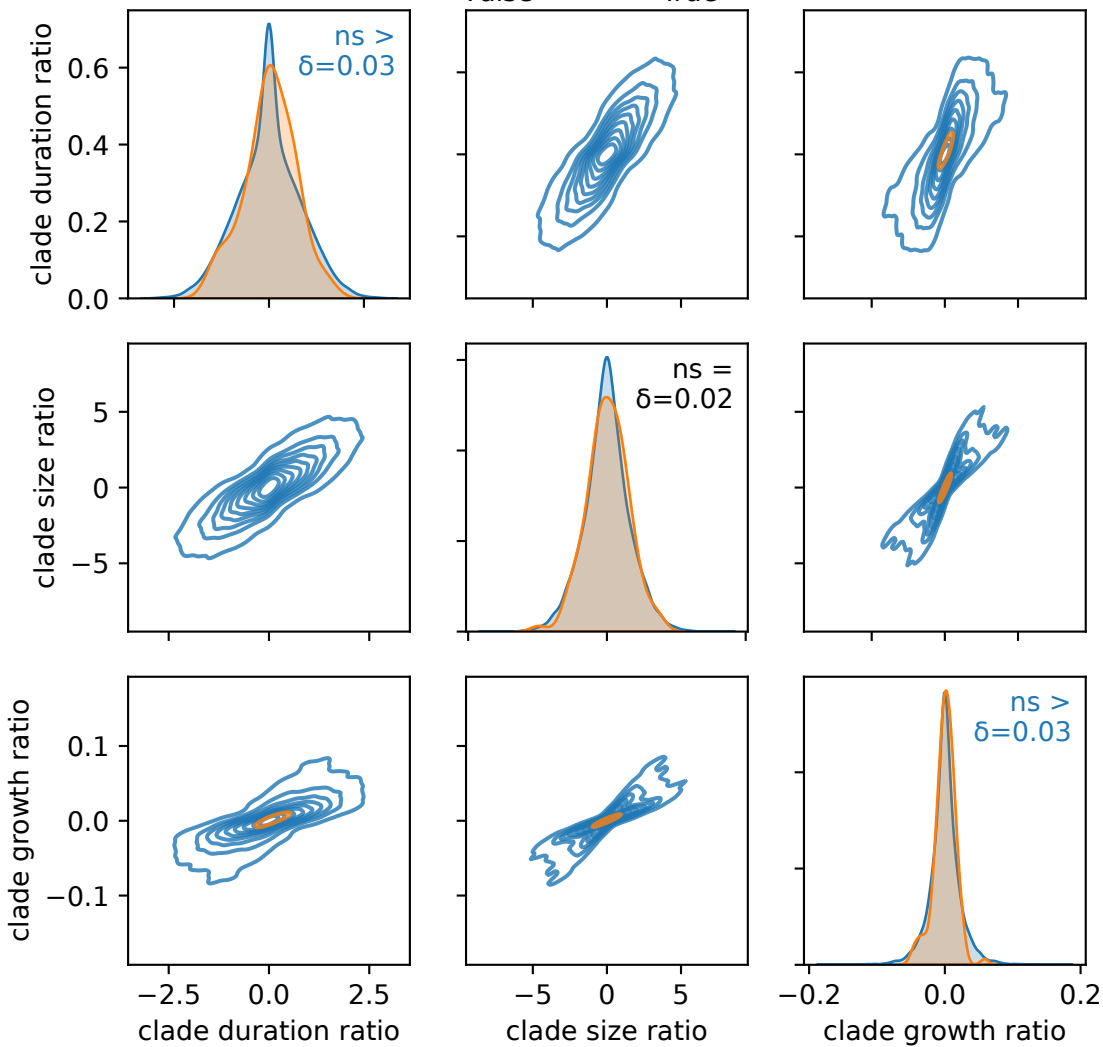 ns >
δ=0.03
clade duration ratio
0.6
0.4
0.2
0.0
ns =
δ=0.02
clade size ratio
5
0
−5
ns >
δ=0.03
clade growth ratio
0.1
0.0
−0.1
−2.5 0.0 2.5
−5 0 5
−0.2 0.0 0.2
clade duration ratio
clade size ratio
clade growth ratio